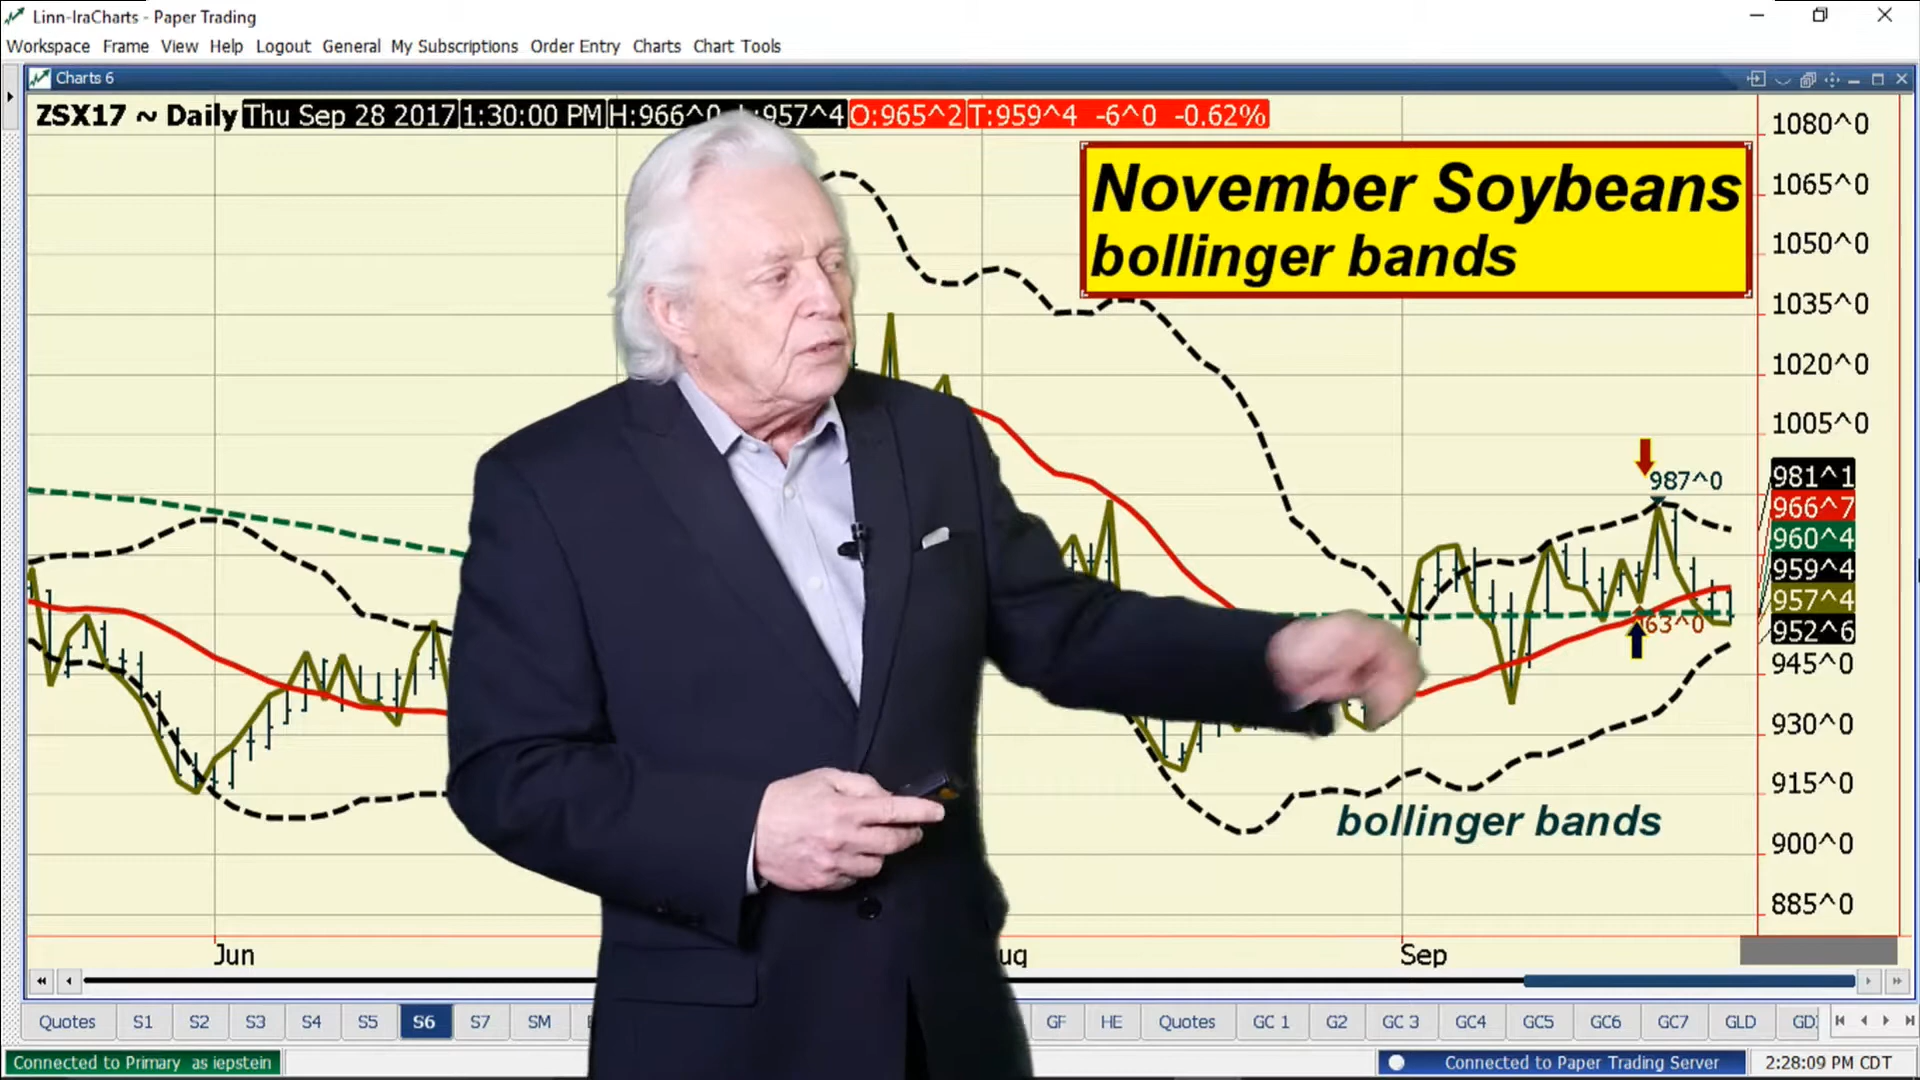 Linn-IraCharts - Paper Trading
Workspace Frame View Help Logout General My Subscriptions Order Entry Charts Chart Tools
Charts 6
ZSX17 ~ Daily Thu Sep 28 2017 1:30:00 PM H:966^0 :957^4 O:965^2 T:959^4 -6^0 -0.62%
November Soybeans
bollinger bands
1080^0
1065^0
1050^0
1035^0
1020^0
1005^0
981^1
987^0
966^7
960^4
959^4
957^4
63^0
952^6
945^0
930^0
915^0
bollinger bands
900^0
885^0
Jun ug Sep
Quotes S1 S2 S3 S4 S5 S6 S7 SM GF HE Quotes GC 1 G2 GC 3 GC4 GC5 GC6 GC7 GLD GD
Connected to Primary as iepstein Connected to Paper Trading Server 2:28:09 PM CDT